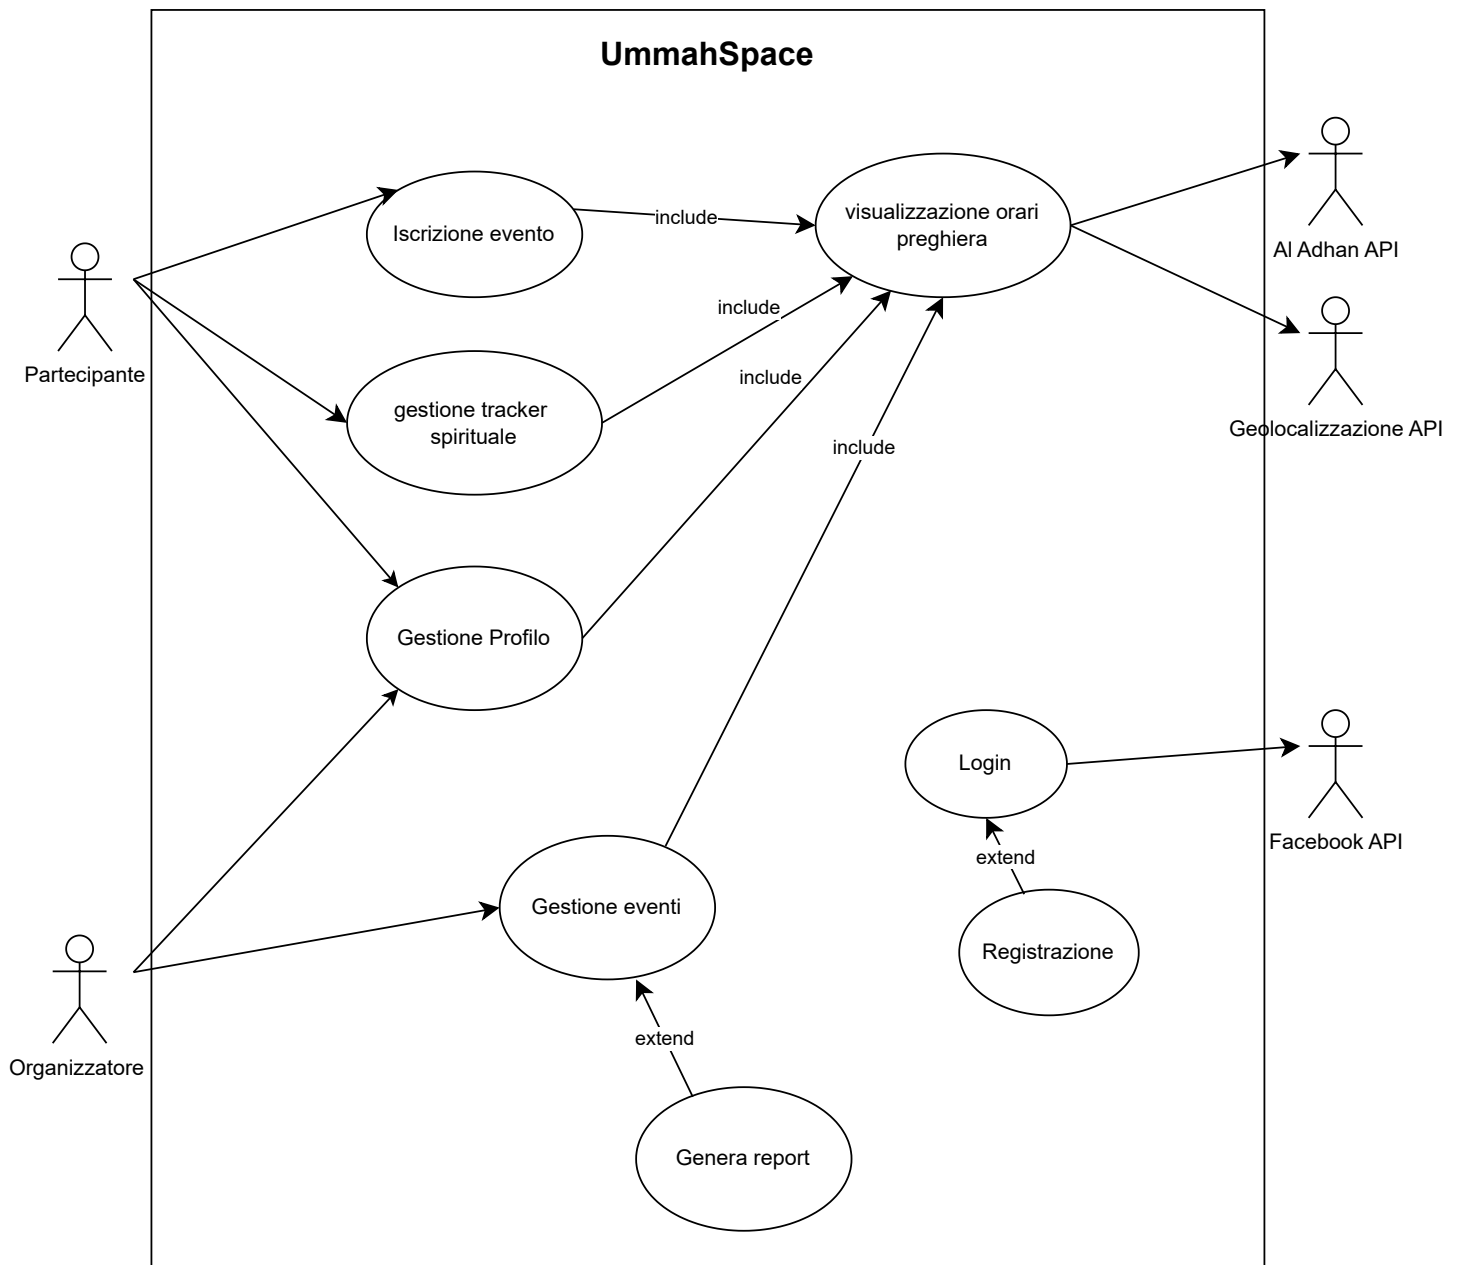 UmmahSpace
Iscrizione evento
include
visualizzazione orari
preghiera
Al Adhan API
include
Partecipante
include
gestione tracker
spirituale
Geolocalizzazione API
include
Gestione Profilo
Login
Facebook API
extend
Gestione eventi
Registrazione
extend
Organizzatore
Genera report